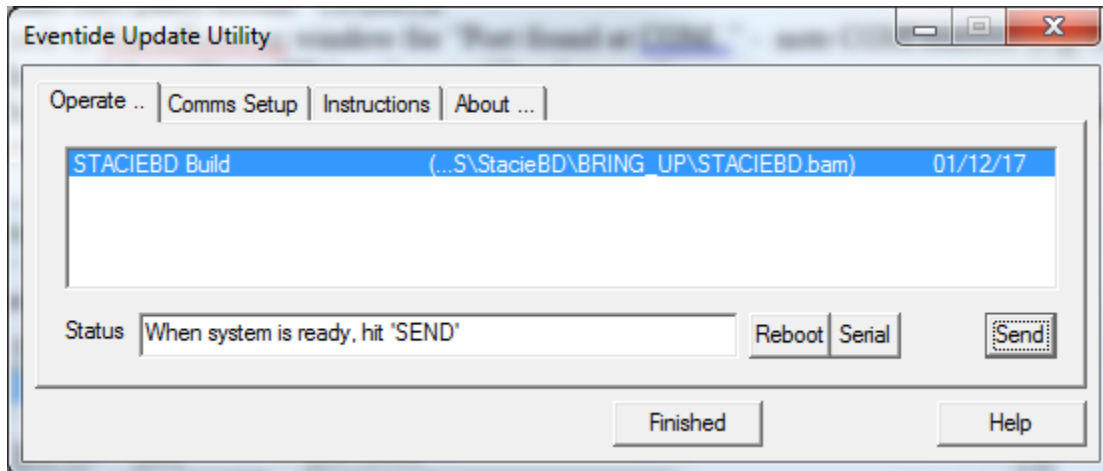 Eventide Update Utility
Operate .. Comms Setup Instructions About ...
STACIEBD Build (...S\StacieBD\BRING_UP\STACIEBD.bam) 01/12/17
Status When system is ready, hit 'SEND' Reboot Serial Send
Finished Help